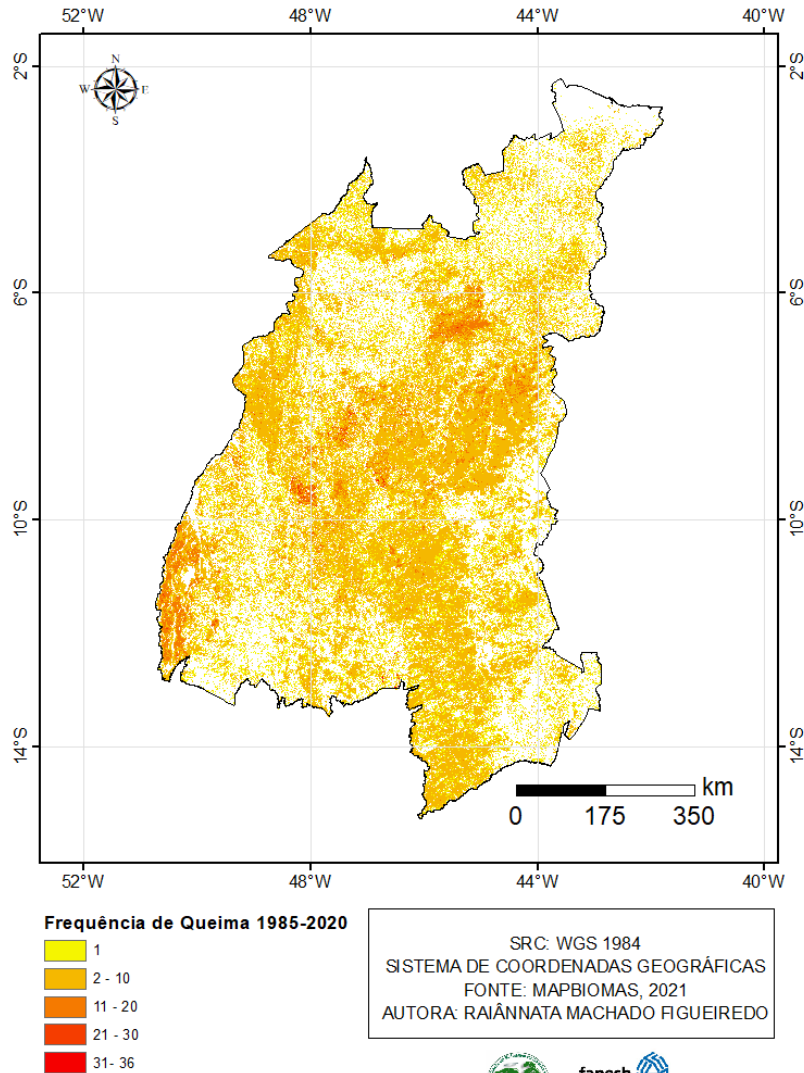 52°W 48°W 44°W 40°W
N
W E
S
2°S 2°S
6°S 6°S
10°S 10°S
14°S 14°S
km
0 175 350
52°W 48°W 44°W 40°W
Frequência de Queima 1985-2020
1
2 - 10
11 - 20
21 - 30
31- 36
SRC: WGS 1984
SISTEMA DE COORDENADAS GEOGRÁFICAS
FONTE: MAPBIOMAS, 2021
AUTORA: RAIÂNNATA MACHADO FIGUEIREDO